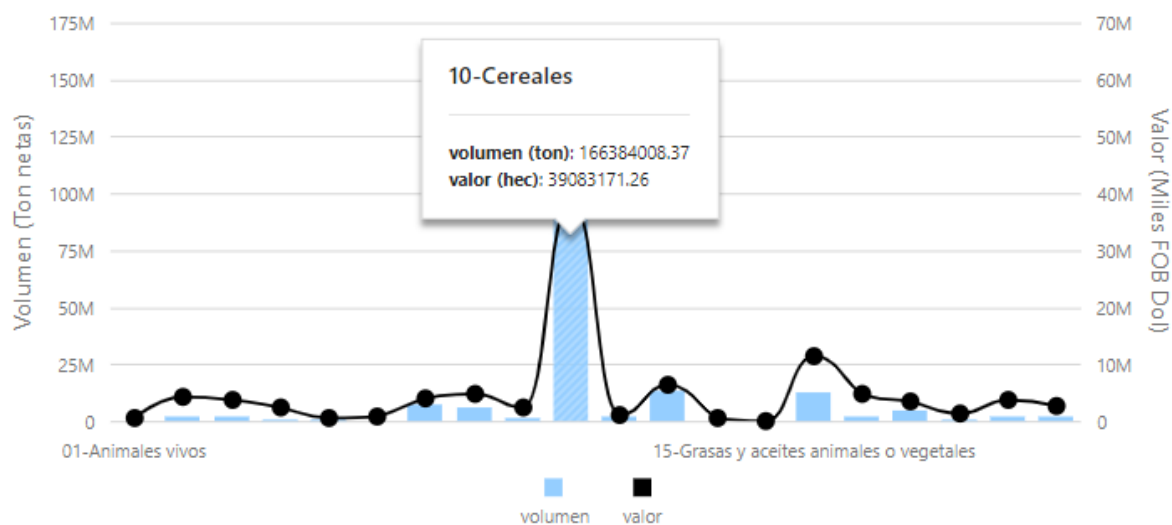 175M
150M
125M
100M
75M
50M
25M
0
Volumen (Ton netas)
10-Cereales
volumen (ton): 166384008.37
valor (hec): 39083171.26
70M
60M
50M
40M
30M
20M
10M
0
Valor (Miles FOB Dol)
01-Animales vivos
15-Grasas y aceites animales o vegetales
volumen
valor